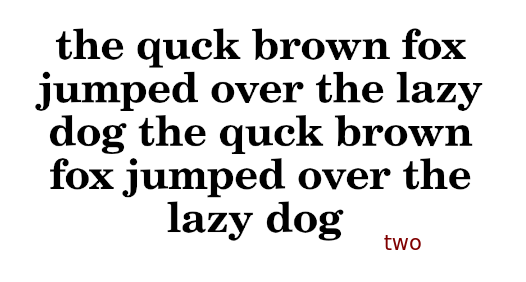 the quck brown fox
jumped over the lazy
dog the quck brown
fox jumped over the
lazy dog
two